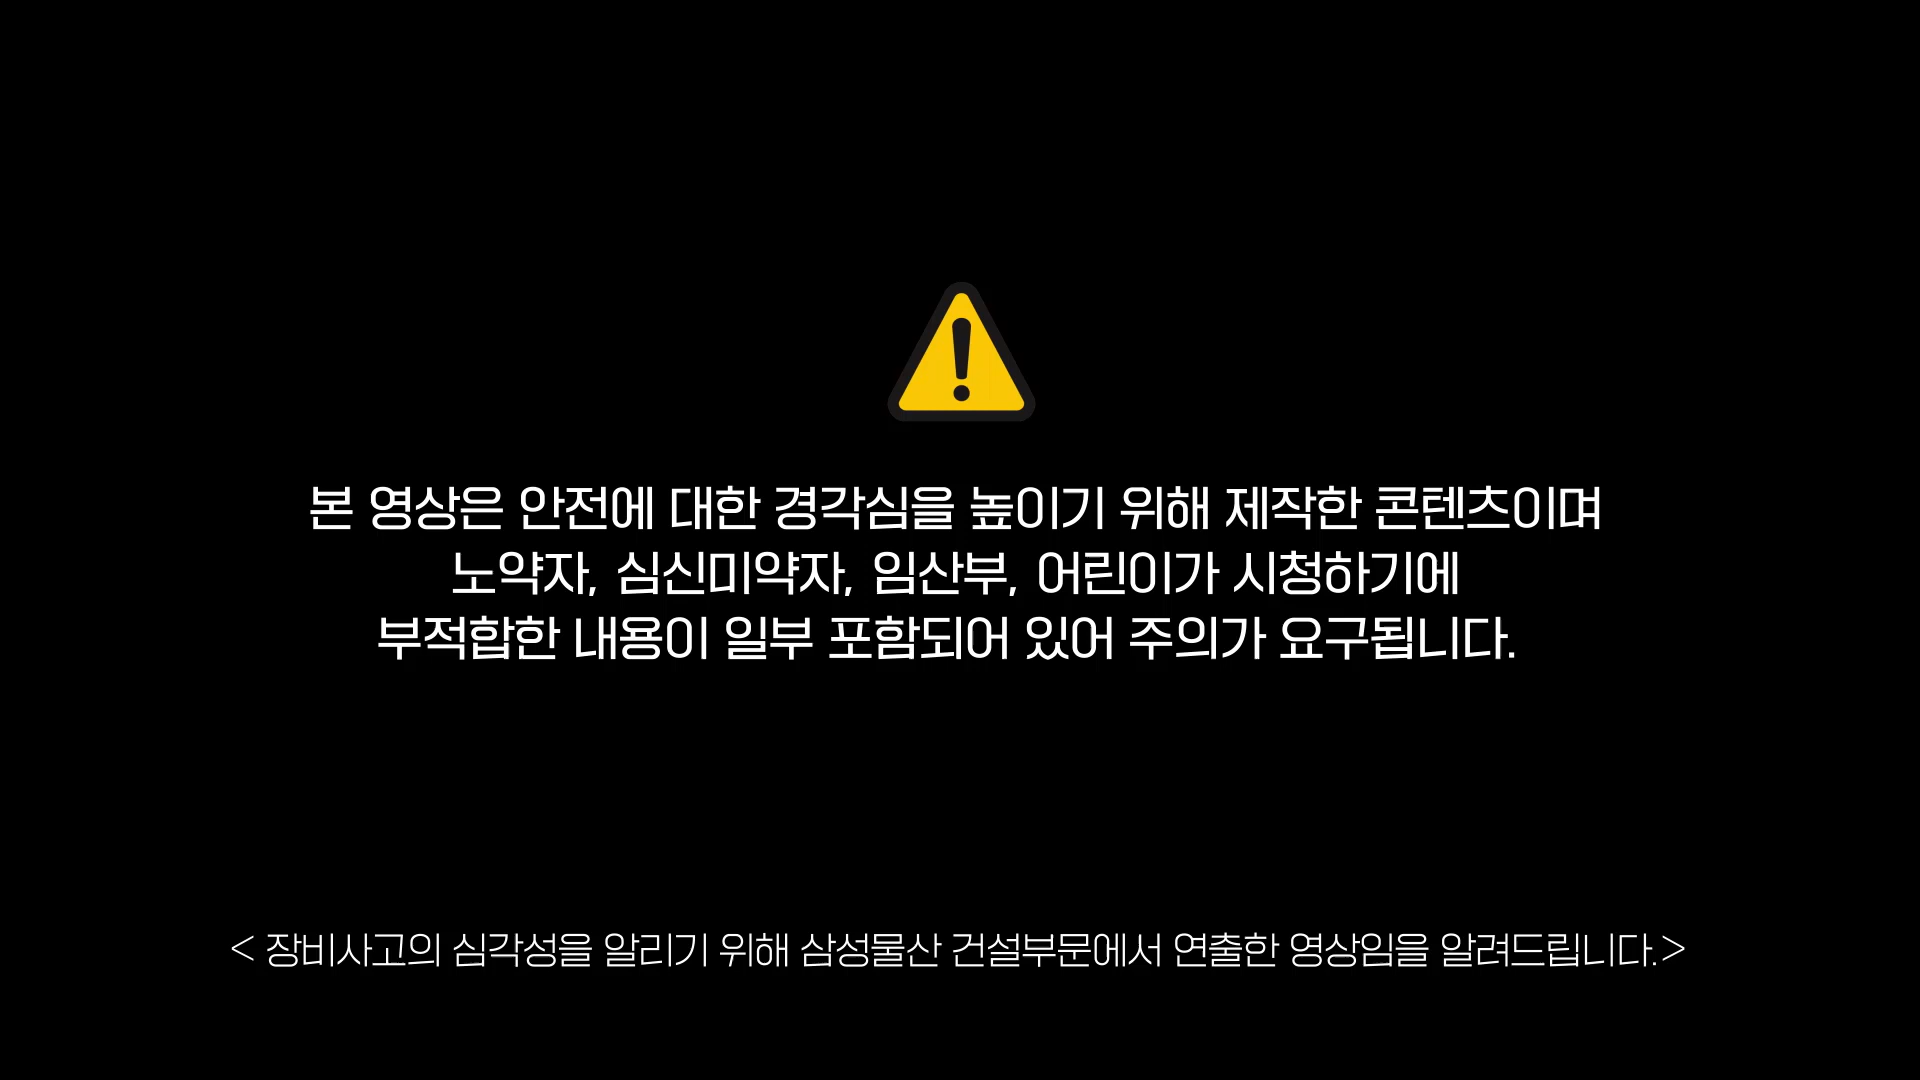 본 영상은 안전에 대한 경각심을 높이기 위해 제작한 콘텐츠이며
노약자, 심신미약자, 임산부, 어린이가 시청하기에
부적합한 내용이 일부 포함되어 있어 주의가 요구됩니다.
< 장비사고의 심각성을 알리기 위해 삼성물산 건설부문에서 연출한 영상임을 알려드립니다.>